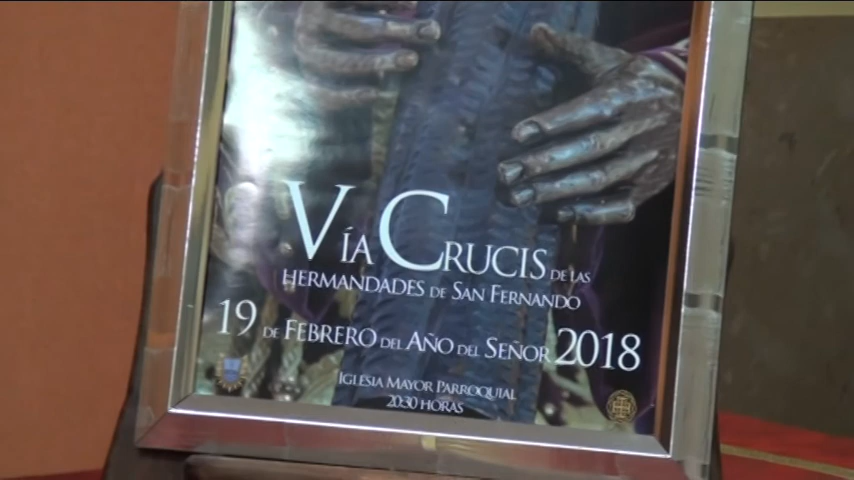 VÍA CRUCIS DE LAS
HERMANDADES DE SAN FERNANDO
19 DE FEBRERO DEL AÑO DEL SEÑOR 2018
IGLESIA MAYOR PARROQUIAL
20:30 HORAS